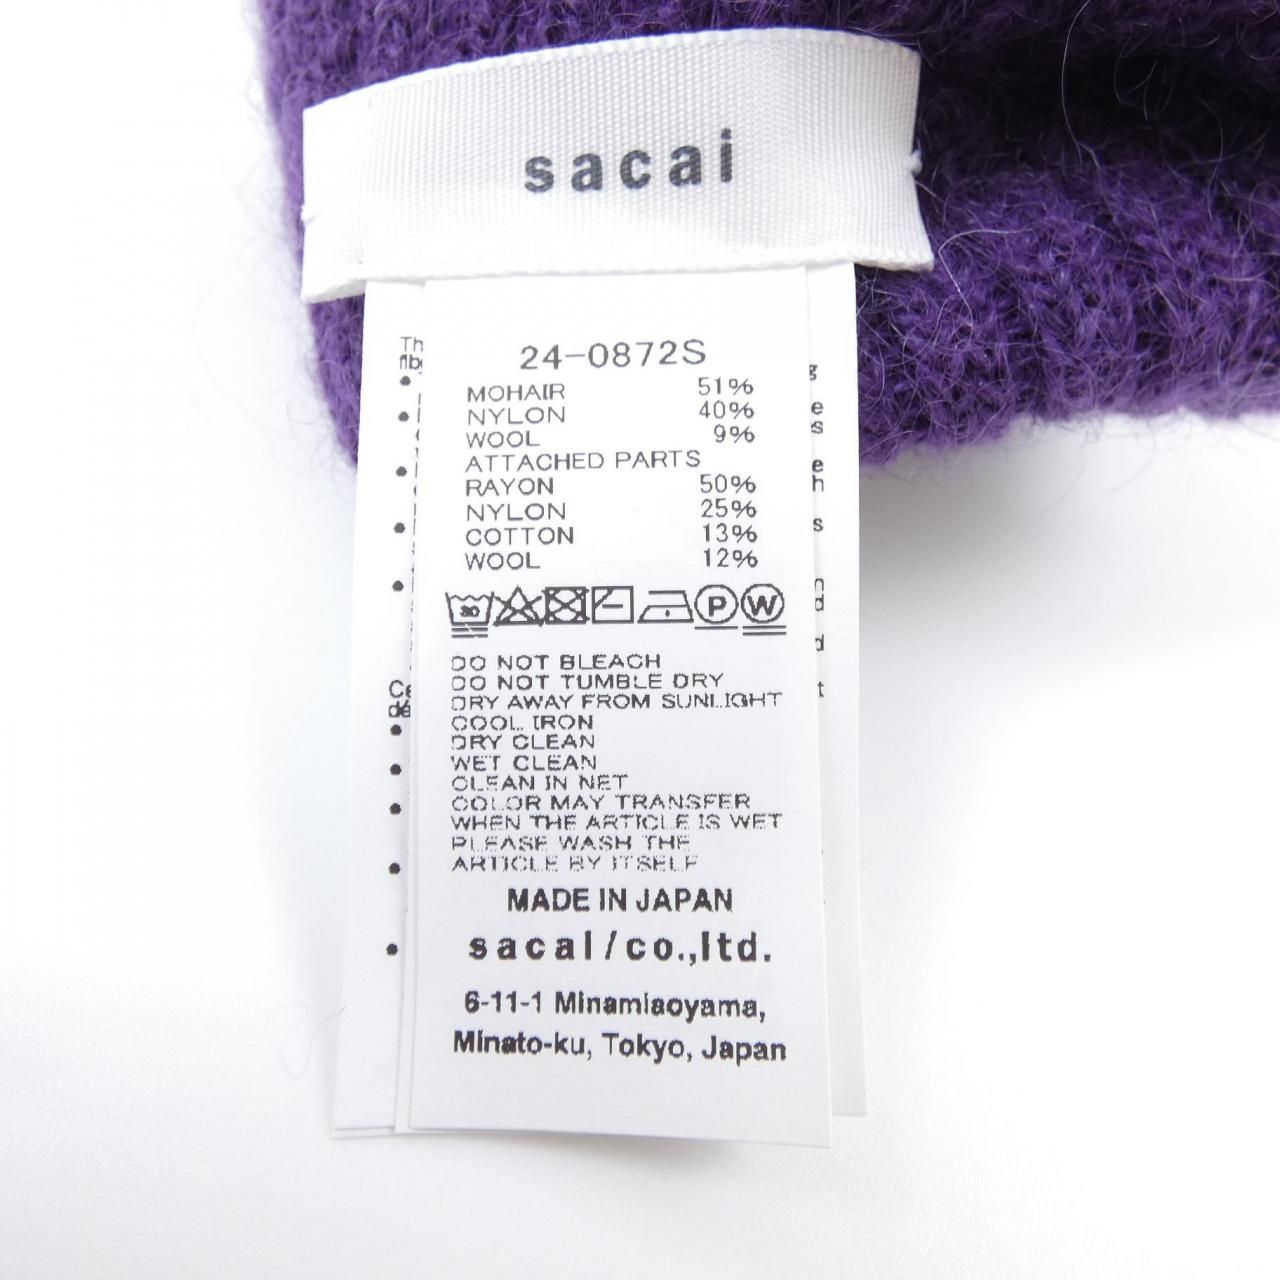 sacai
24-0872S
MOHAIR 51%
NYLON 40%
WOOL 9%
ATTACHED PARTS
RAYON 50%
NYLON 25%
COTTON 13%
WOOL 12%
30 P W
DO NOT BLEACH
DO NOT TUMBLE DRY
DRY AWAY FROM SUNLIGHT
COOL IRON
DRY CLEAN
WET CLEAN
CLEAN IN NET
COLOR MAY TRANSFER
WHEN THE ARTICLE IS WET
PLEASE WASH THE
ARTICLE BY ITSELF
MADE IN JAPAN
sacai/co.,ltd.
6-11-1 Minamiaoyama,
Minato-ku, Tokyo, Japan